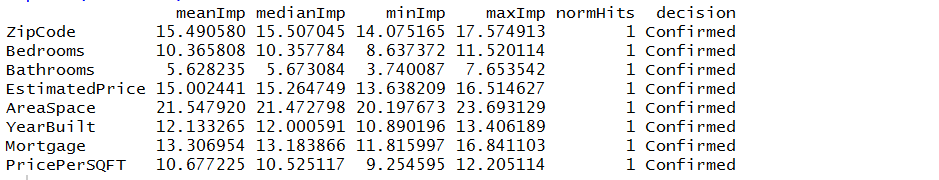 meanImp medianImp minImp maxImp normHits decision
ZipCode 15.490580 15.507045 14.075165 17.574913 1 Confirmed
Bedrooms 10.365808 10.357784 8.637372 11.520114 1 Confirmed
Bathrooms 5.628235 5.673084 3.740087 7.653542 1 Confirmed
EstimatedPrice 15.002441 15.264749 13.638209 16.514627 1 Confirmed
AreaSpace 21.547920 21.472798 20.197673 23.693129 1 Confirmed
YearBuilt 12.133265 12.000591 10.890196 13.406189 1 Confirmed
Mortgage 13.306954 13.183866 11.815997 16.841103 1 Confirmed
PricePerSQFT 10.677225 10.525117 9.254595 12.205114 1 Confirmed